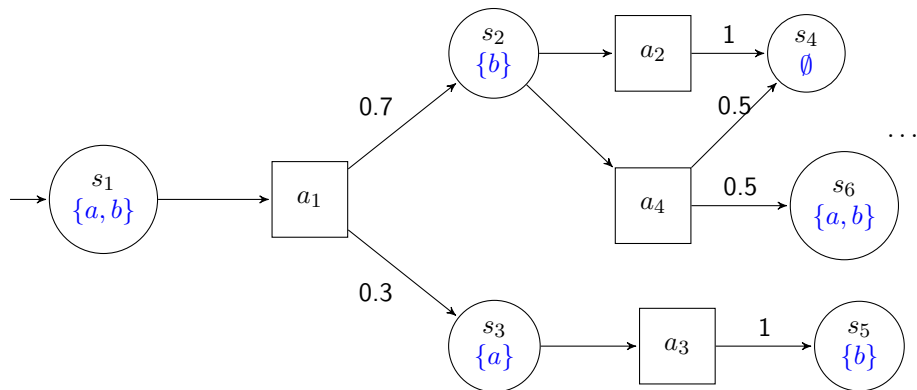 s₂
{b}
a₂
1
s₄
∅
0.7
0.5
...
s₁
{a, b}
a₁
a₄
0.5
s₆
{a, b}
0.3
s₃
{a}
a₃
1
s₅
{b}